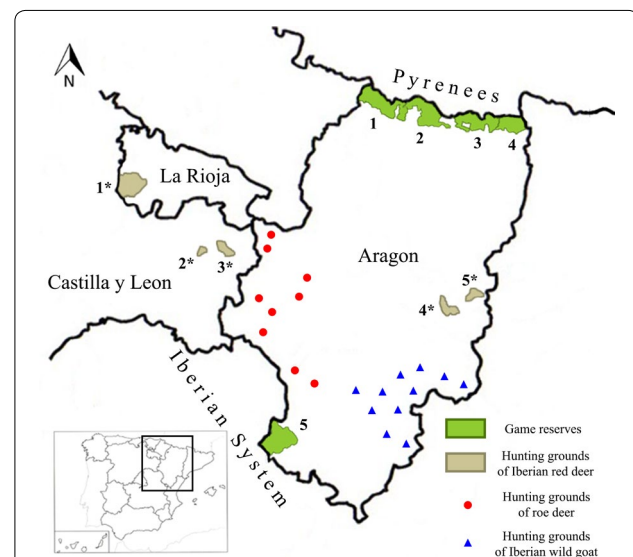 Pyrenees
N
1
2
3
4
La Rioja
1*
2*
3*
Aragon
Castilla y Leon
5*
4*
Iberian System
5
Game reserves
Hunting grounds
of Iberian red deer
Hunting grounds
of roe deer
Hunting grounds
of Iberian wild goat